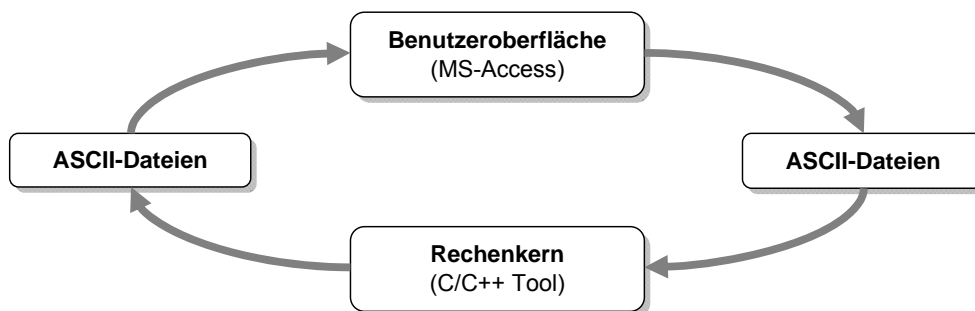 Benutzeroberfläche
(MS-Access)
ASCII-Dateien
ASCII-Dateien
Rechenkern
(C/C++ Tool)